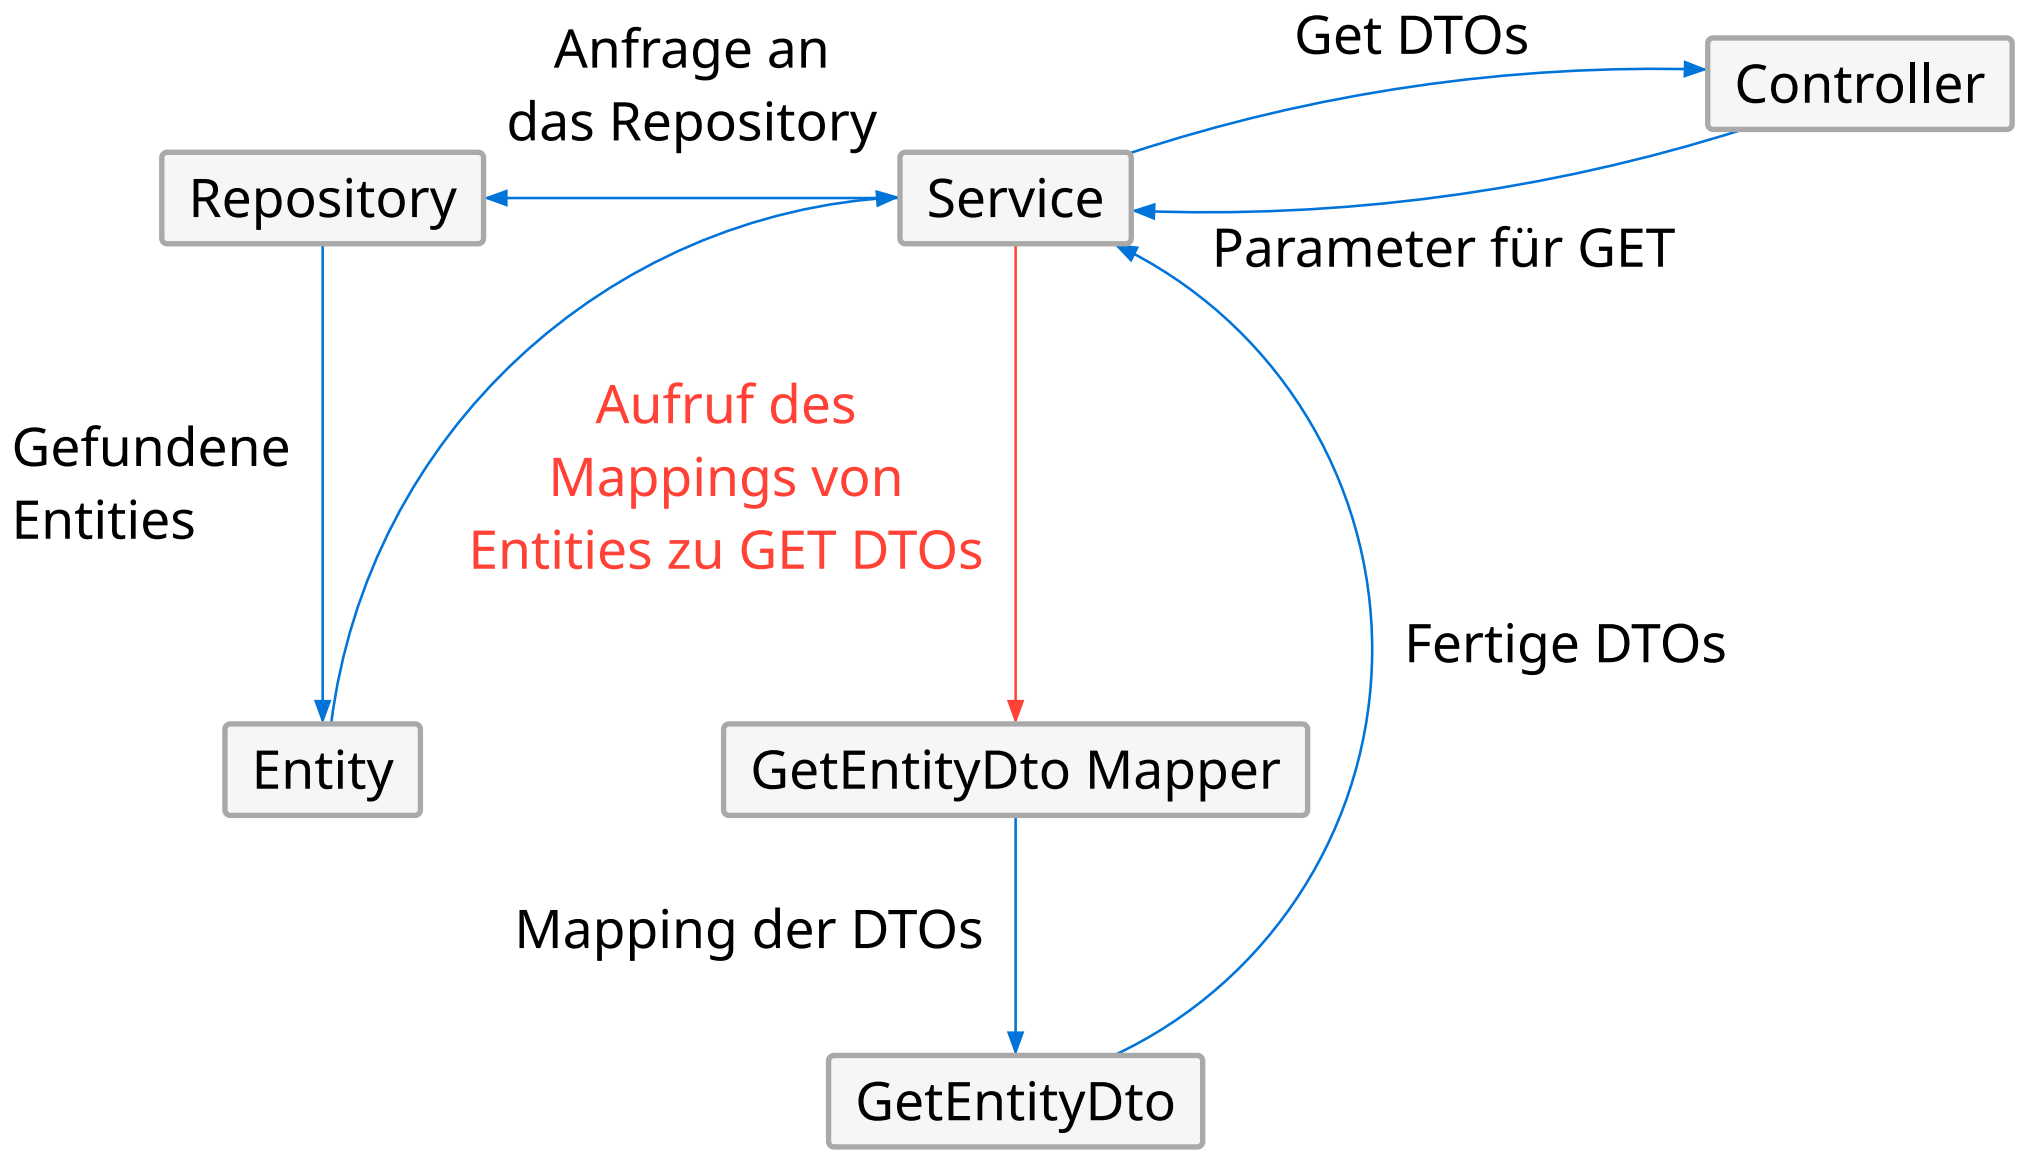 Get DTOs
Controller
Anfrage an
das Repository
Repository
Service
Parameter für GET
Aufruf des
Mappings von
Entities zu GET DTOs
Gefundene
Entities
Fertige DTOs
Entity
GetEntityDto Mapper
Mapping der DTOs
GetEntityDto